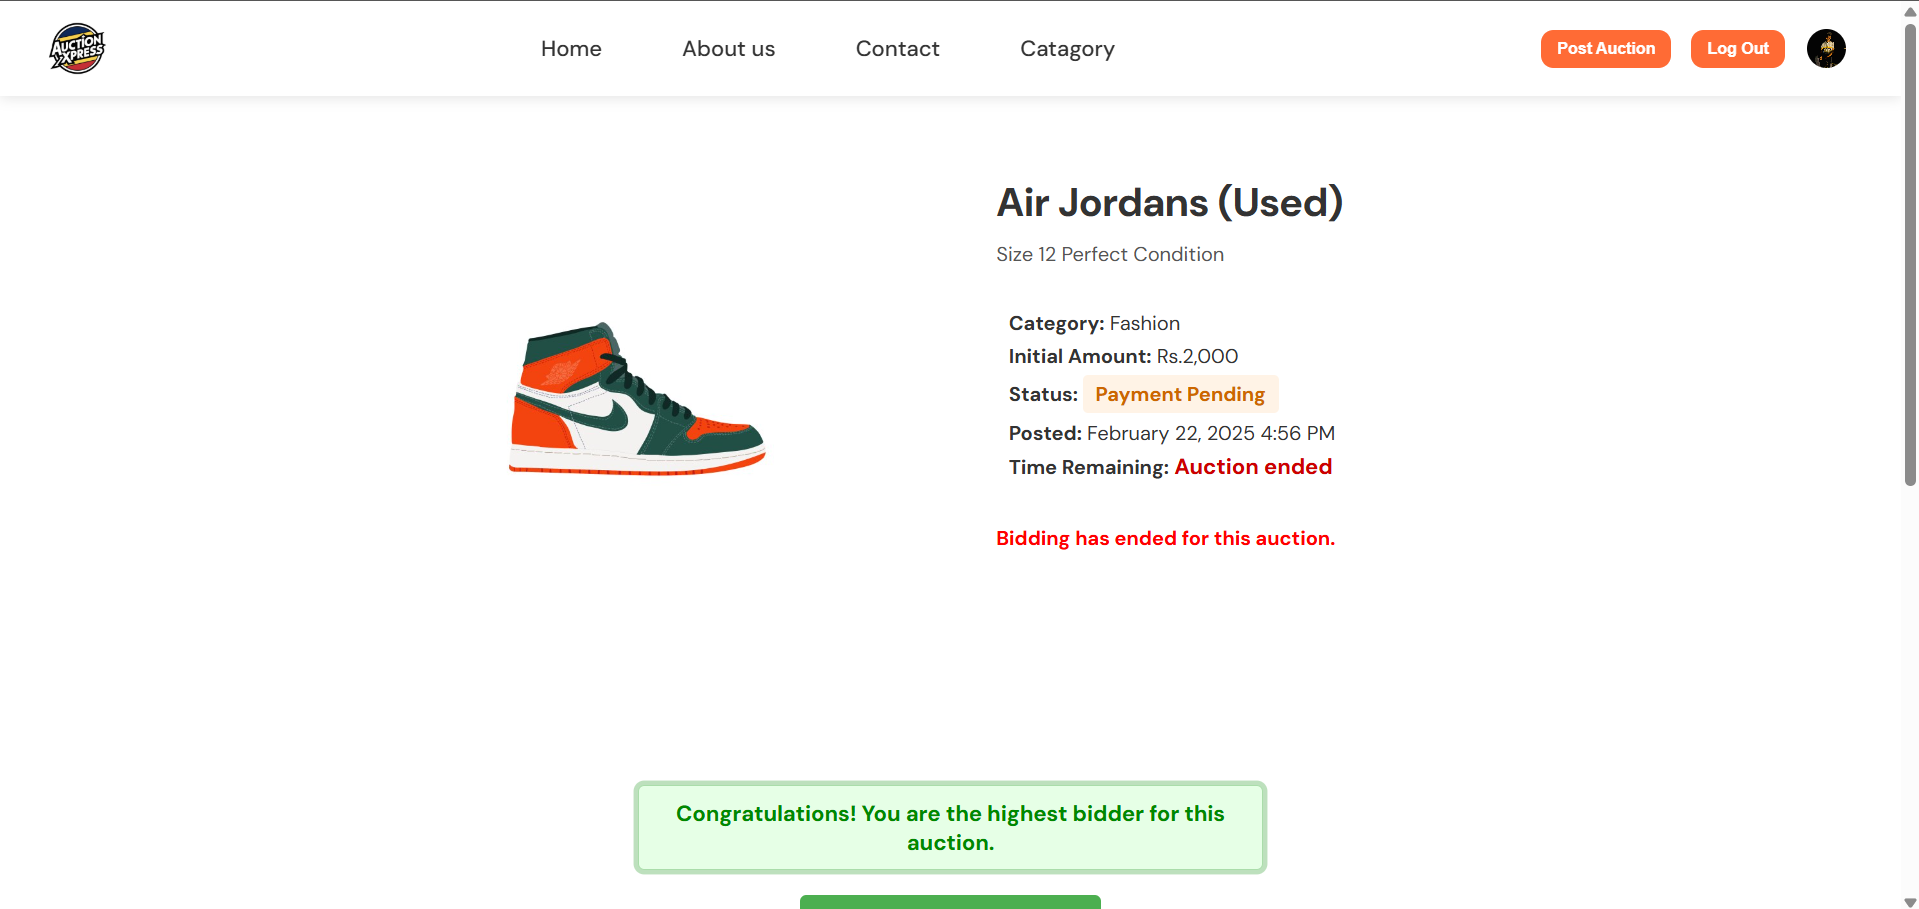 AUCTION
XPRESS
Home
About us
Contact
Catagory
Post Auction
Log Out
Air Jordans (Used)
Size 12 Perfect Condition
Category: Fashion
Initial Amount: Rs.2,000
Status: Payment Pending
Posted: February 22, 2025 4:56 PM
Time Remaining: Auction ended
Bidding has ended for this auction.
Congratulations! You are the highest bidder for this
auction.